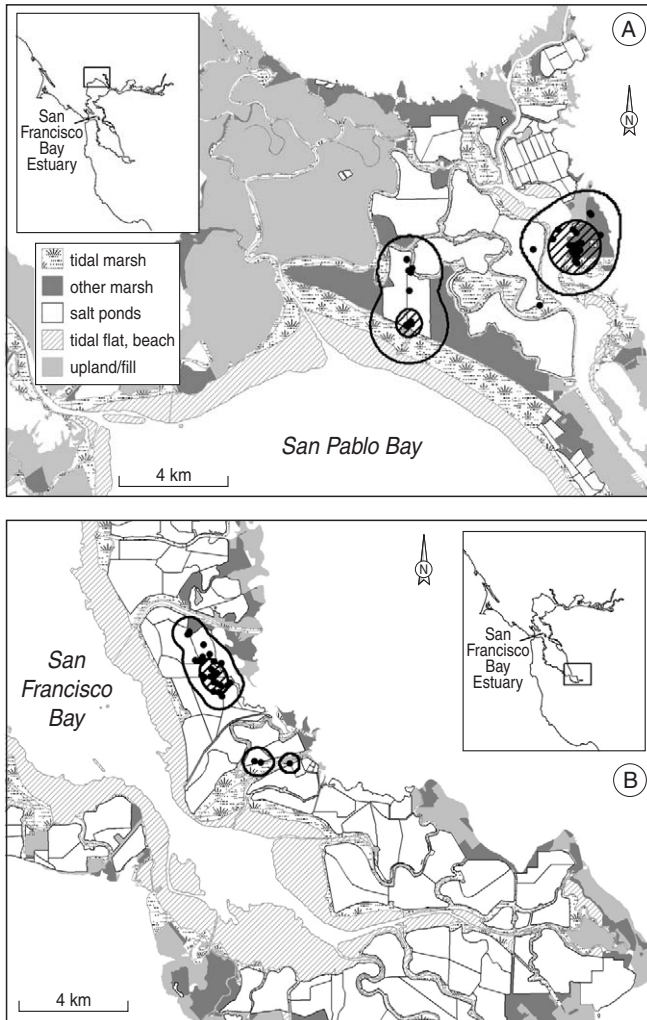 A
N
San
Francisco
Bay
Estuary
tidal marsh
other marsh
salt ponds
tidal flat, beach
upland/fill
San Pablo Bay
4 km
N
San
Francisco
Bay
San
Francisco
Bay
Estuary
B
4 km